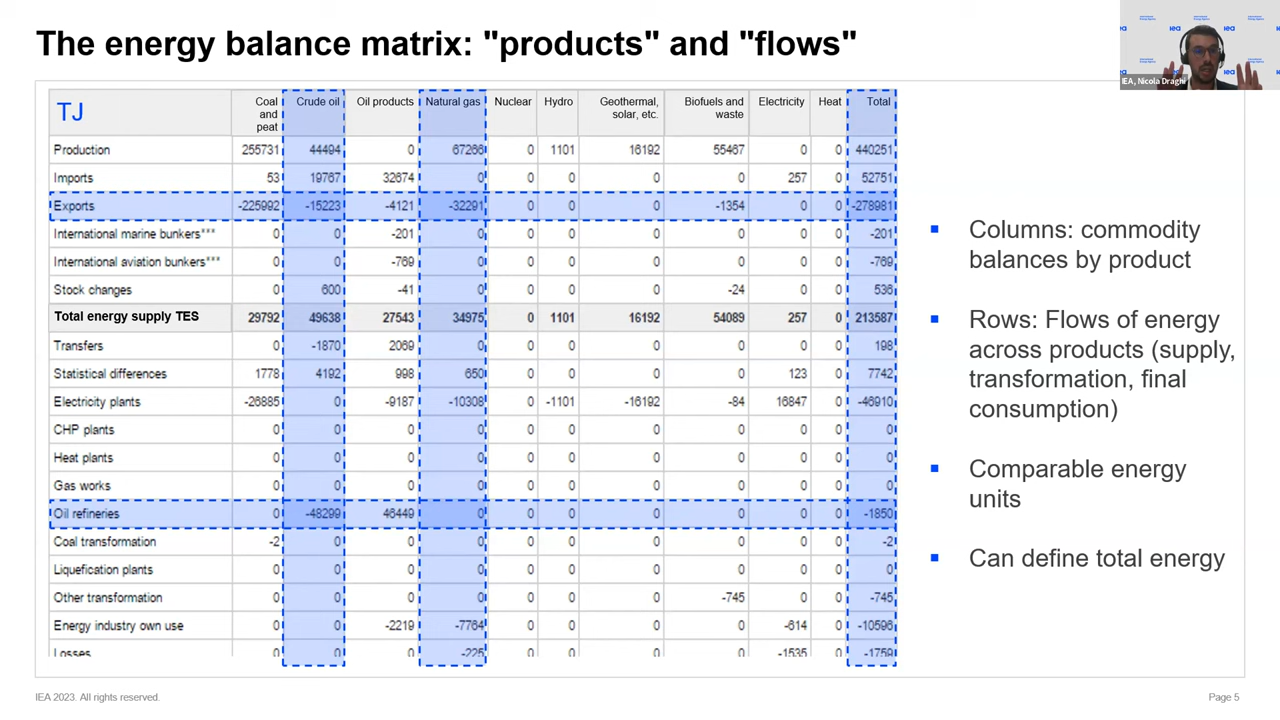 The energy balance matrix: "products" and "flows"
IEA, Nicola Draghi
TJ Coal Coal and peat Crude oil Oil products Natural gas Nuclear Hydro Geothermal, solar, etc. Biofuels and waste Electricity Heat Total
Production 255731 44494 0 67266 0 1101 16192 55467 0 0 440251
Imports 53 19767 32674 0 0 0 0 0 257 0 52751
Exports -225992 -15223 -4121 -32291 0 0 0 -1354 0 0 -278981
International marine bunkers*** 0 0 -201 0 0 0 0 0 0 0 -201
International aviation bunkers*** 0 0 -769 0 0 0 0 0 0 0 -769
Stock changes 0 600 -41 0 0 0 0 -24 0 0 536
Total energy supply TES 29792 49638 27543 34975 0 1101 16192 54089 257 0 213587
Transfers 0 -1870 2069 0 0 0 0 0 0 0 198
Statistical differences 1778 4192 998 650 0 0 0 0 123 0 7742
Electricity plants -26885 0 -9187 -10308 0 -1101 -16192 -84 16847 0 -46910
CHP plants 0 0 0 0 0 0 0 0 0 0 0
Heat plants 0 0 0 0 0 0 0 0 0 0 0
Gas works 0 0 0 0 0 0 0 0 0 0 0
Oil refineries 0 -48299 46449 0 0 0 0 0 0 0 -1850
Coal transformation -2 0 0 0 0 0 0 0 0 0 -2
Liquefication plants 0 0 0 0 0 0 0 0 0 0 0
Other transformation 0 0 0 0 0 0 0 -745 0 0 -745
Energy industry own use 0 0 -2219 -7764 0 0 0 0 -614 0 -10596
Losses 0 0 0 -225 0 0 0 0 -1535 0 -1759
Columns: commodity
balances by product
Rows: Flows of energy
across products (supply,
transformation, final
consumption)
Comparable energy
units
Can define total energy
IEA 2023. All rights reserved.
Page 5